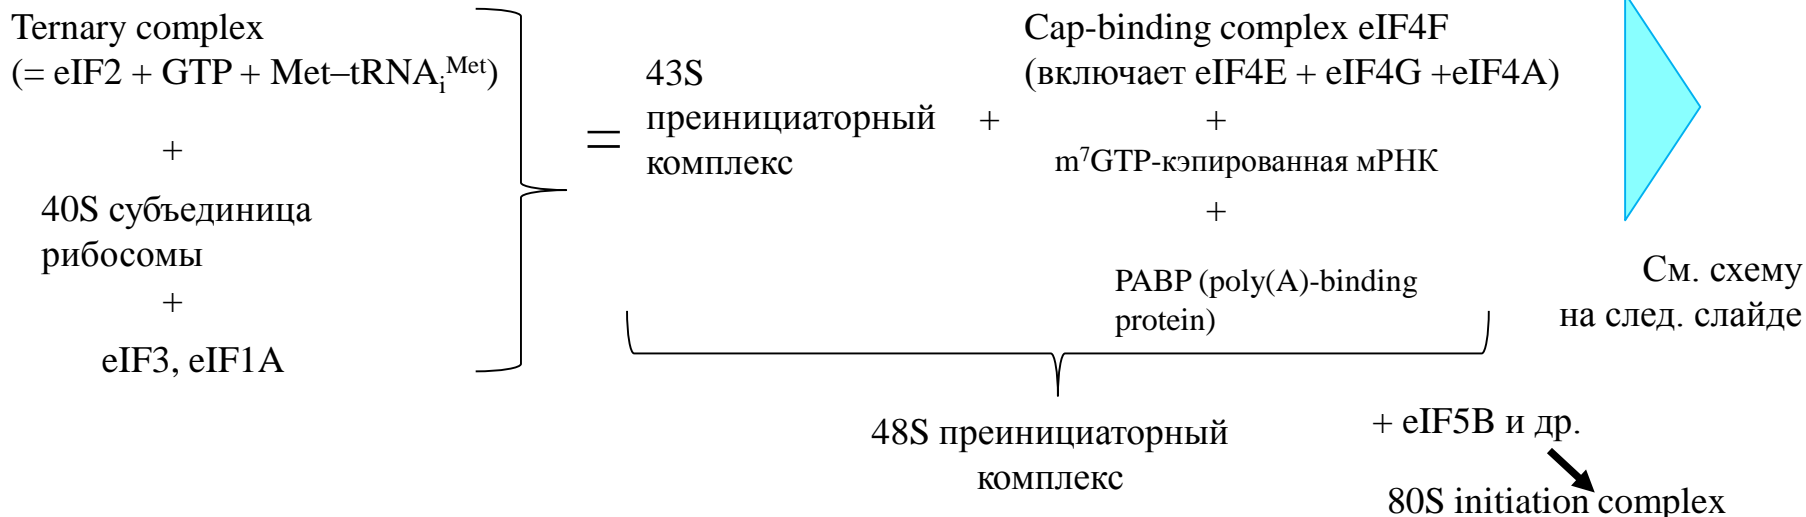 Ternary complex
(= eIF2 + GTP + Met–tRNAᵢᴹᵉᵗ)
+
40S субъединица
рибосомы
+
eIF3, eIF1A
=
43S
преинициаторный
комплекс
+
Cap-binding complex eIF4F
(включает eIF4E + eIF4G +eIF4A)
+
m⁷GTP-кэпированная мРНК
+
PABP (poly(A)-binding
protein)
См. схему
на след. слайде
48S преинициаторный
комплекс
+ eIF5B и др.
80S initiation complex